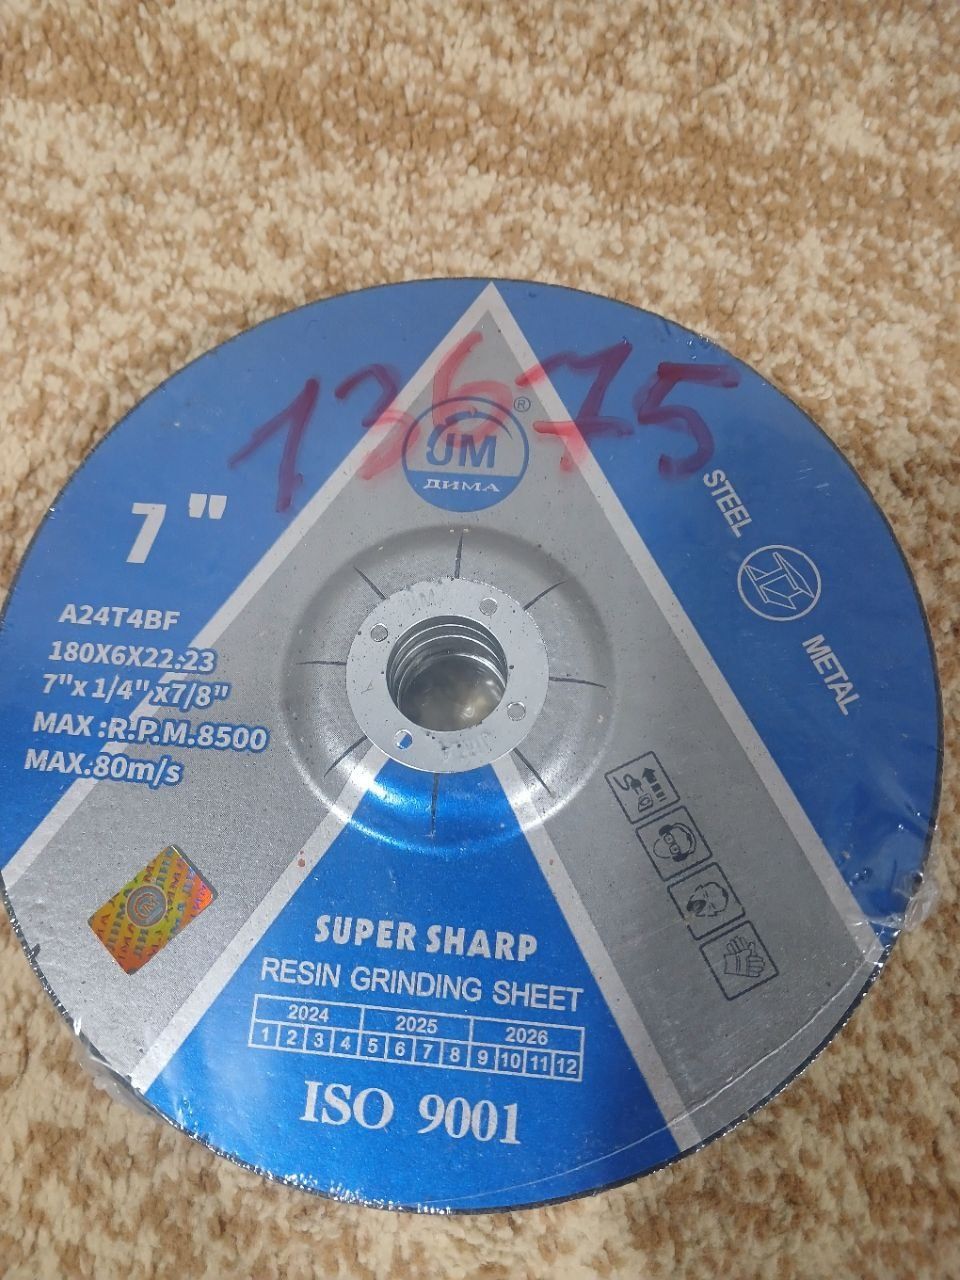 13675
®
JM
ДИМА
7"
STEEL
METAL
A24T4BF
180X6X22.23
7"x 1/4"x7/8"
MAX :R.P.M.8500
MAX.:80m/s
SUPER SHARP
RESIN GRINDING SHEET
2024 2025 2026
1 2 3 4 5 6 7 8 9 10 11 12
ISO 9001